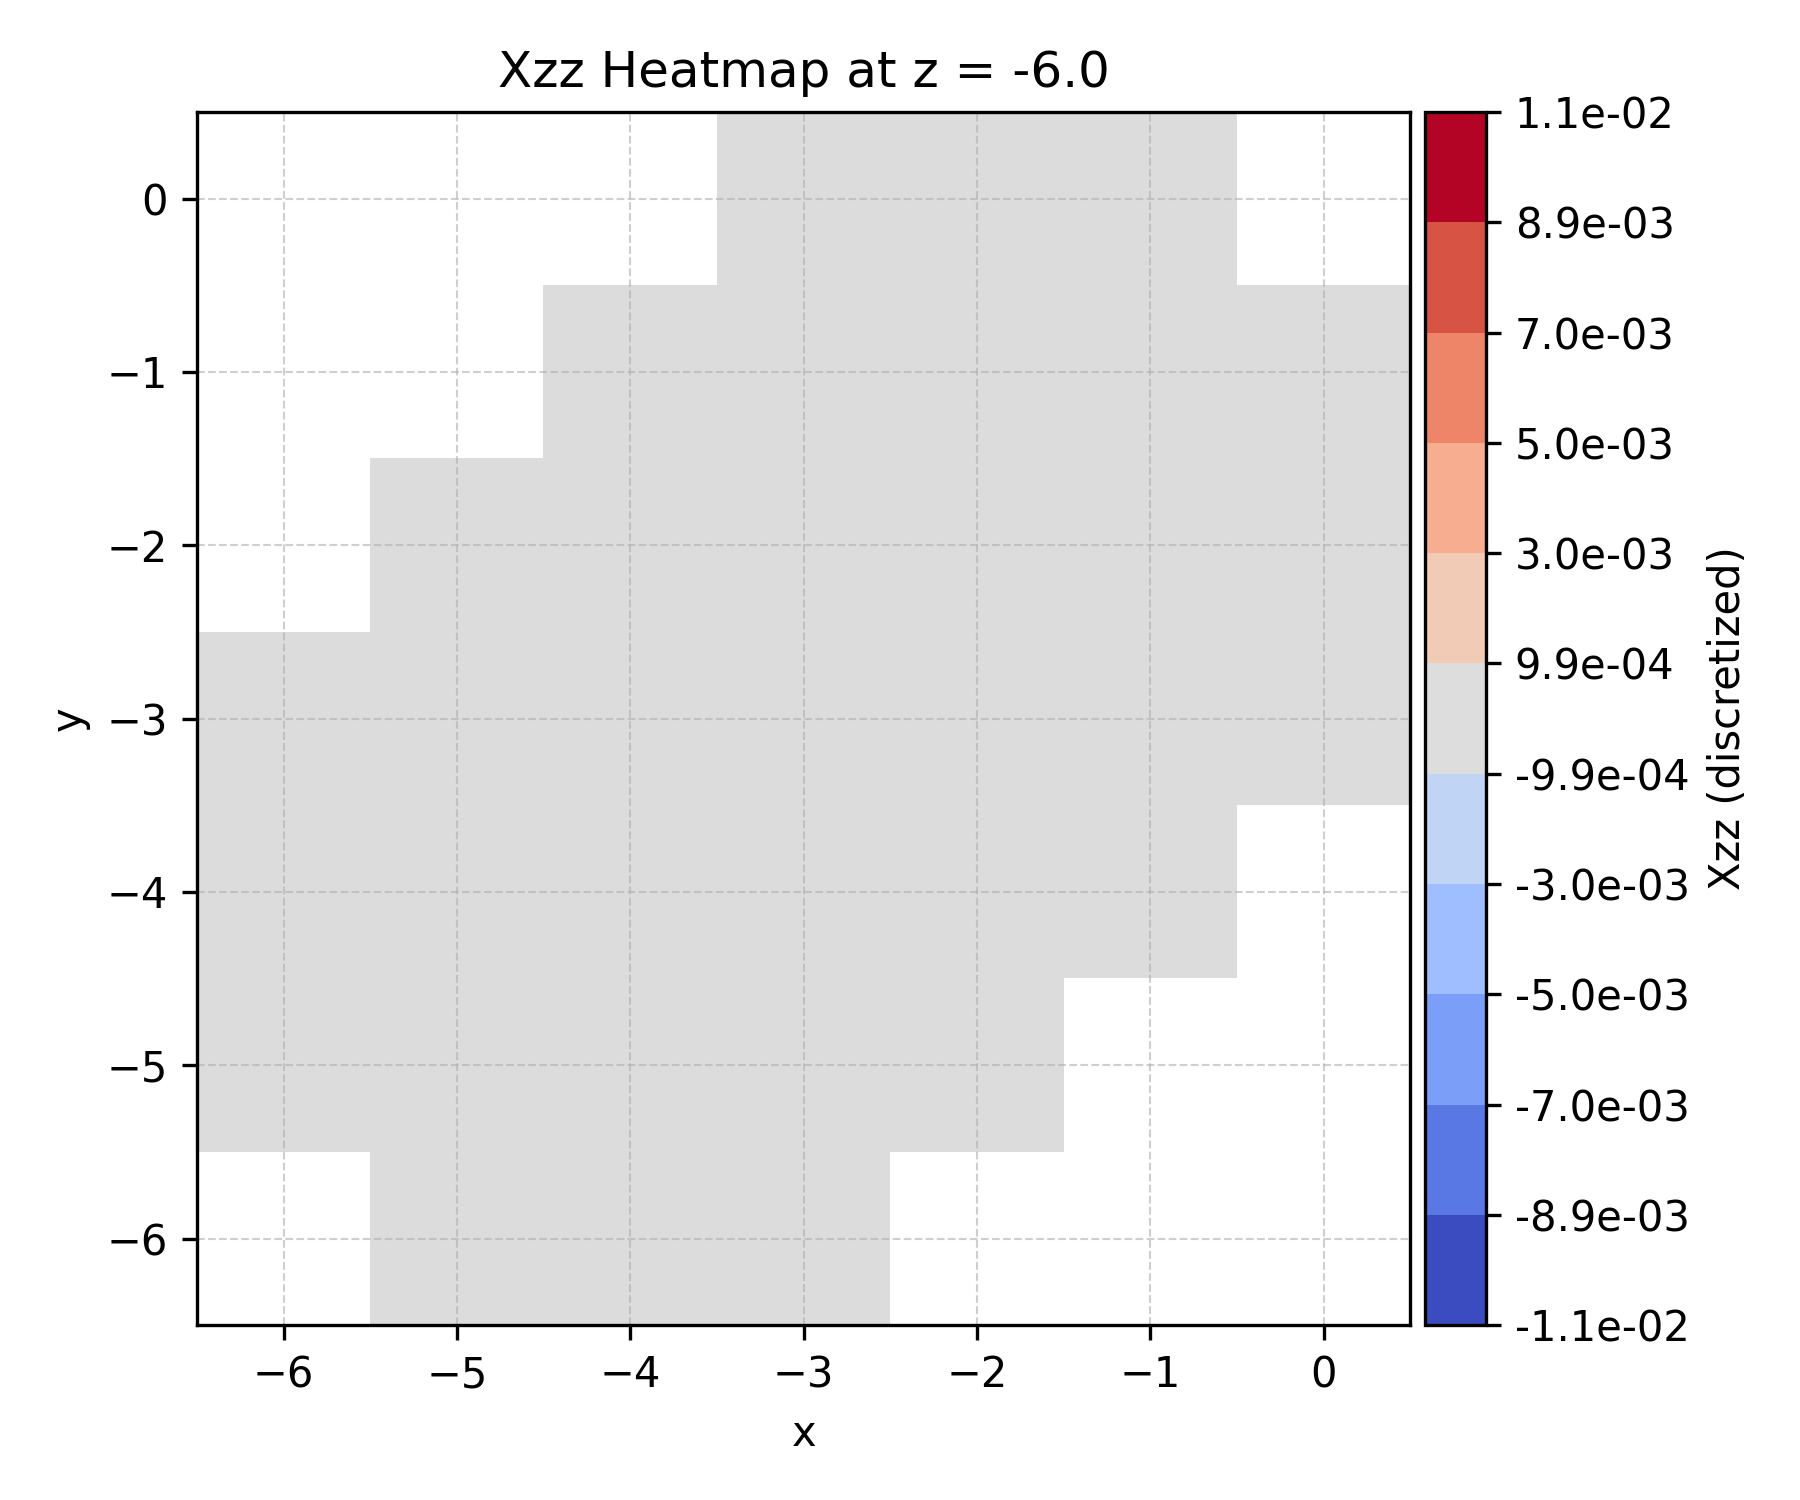 Xzz Heatmap at z = -6.0
0
−1
−2
−3
−4
−5
−6
y
−6 −5 −4 −3 −2 −1 0
x
1.1e-02
8.9e-03
7.0e-03
5.0e-03
3.0e-03
9.9e-04
-9.9e-04
-3.0e-03
-5.0e-03
-7.0e-03
-8.9e-03
-1.1e-02
Xzz (discretized)